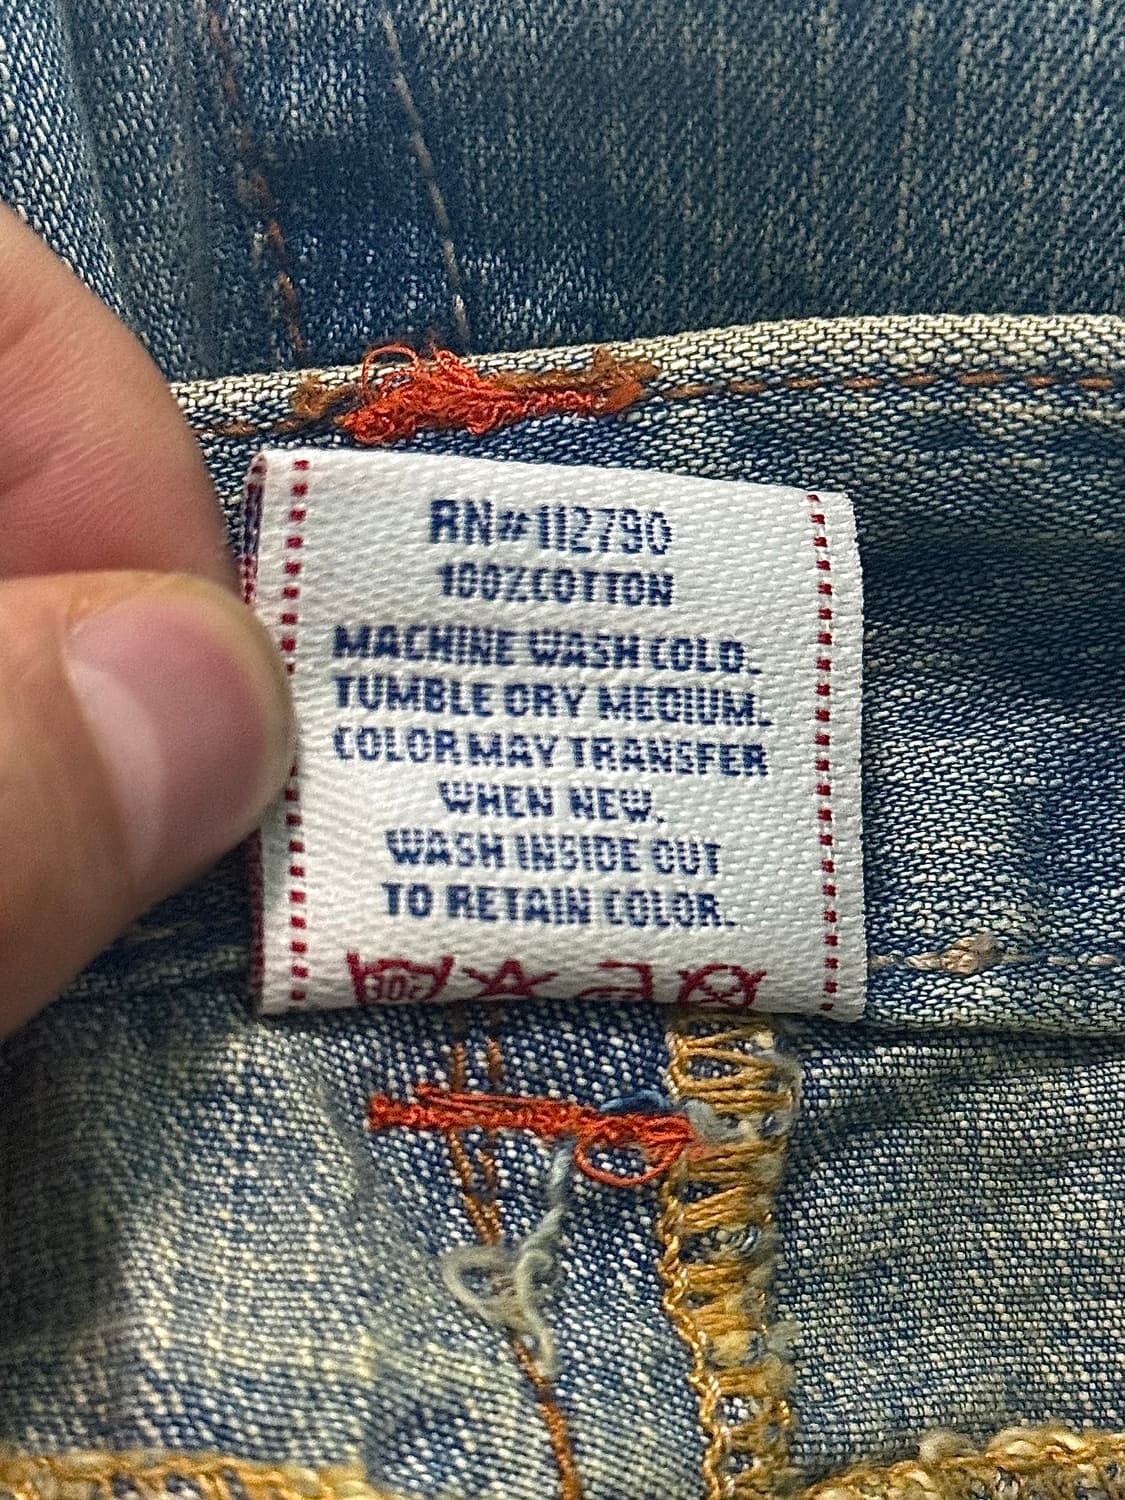 RN#112790
100%COTTON
MACHINE WASH COLD.
TUMBLE DRY MEDIUM.
COLOR MAY TRANSFER
WHEN NEW.
WASH INSIDE OUT
TO RETAIN COLOR.
30c